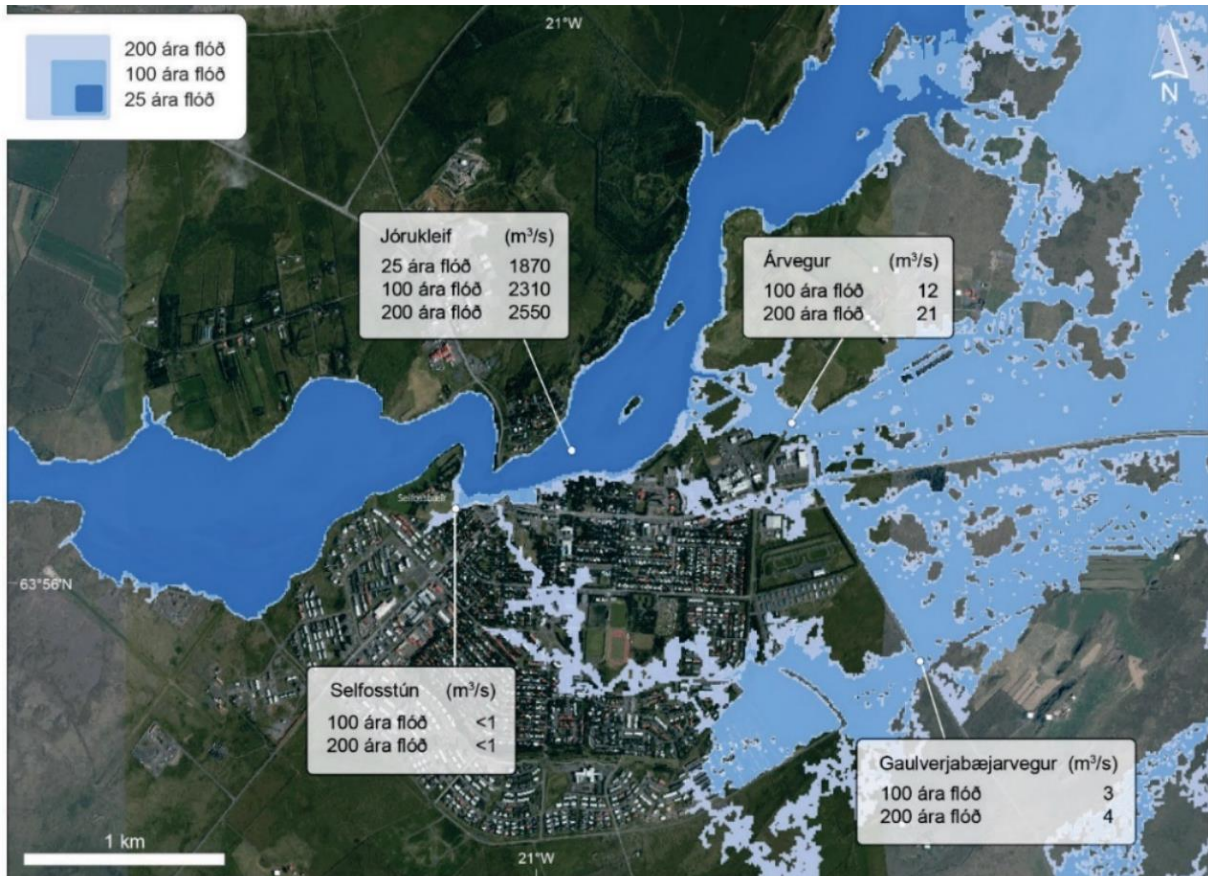 21°W
200 ára flóð
100 ára flóð
25 ára flóð
N
Jórukleif (m³/s)
25 ára flóð 1870
100 ára flóð 2310
200 ára flóð 2550
Árvegur (m³/s)
100 ára flóð 12
200 ára flóð 21
Selfossbær
63°56'N
Selfosstún (m³/s)
100 ára flóð <1
200 ára flóð <1
Gaulverjabæjarvegur (m³/s)
100 ára flóð 3
200 ára flóð 4
1 km
21°W